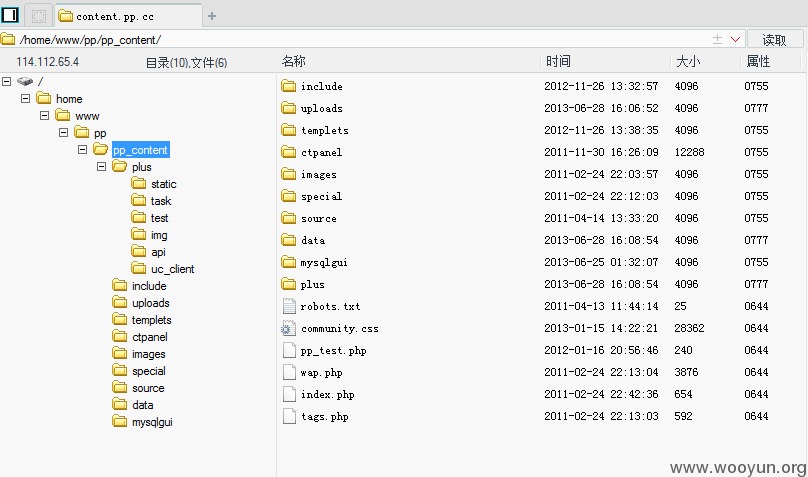 content.pp.cc
/home/www/pp/pp_content/
读取
114.112.65.4 目录(10),文件(6)
名称 时间 大小 属性
/
home
www
pp
pp_content
plus
static
task
test
img
api
uc_client
include
uploads
templets
ctpanel
images
special
source
data
mysqlgui
include 2012-11-26 13:32:57 4096 0755
uploads 2013-06-28 16:06:52 4096 0777
templets 2012-11-26 13:38:35 4096 0755
ctpanel 2011-11-30 16:26:09 12288 0755
images 2011-02-24 22:03:57 4096 0755
special 2011-02-24 22:12:03 4096 0755
source 2011-04-14 13:33:20 4096 0755
data 2013-06-28 16:08:54 4096 0777
mysqlgui 2013-06-25 01:32:07 4096 0755
plus 2013-06-28 16:08:54 4096 0777
robots.txt 2011-04-13 11:44:14 25 0644
community.css 2013-01-15 14:22:21 28362 0644
pp_test.php 2012-01-16 20:56:46 240 0644
wap.php 2011-02-24 22:13:04 3876 0644
index.php 2011-02-24 22:42:36 654 0644
tags.php 2011-02-24 22:13:03 592 0644
www.wooyun.org